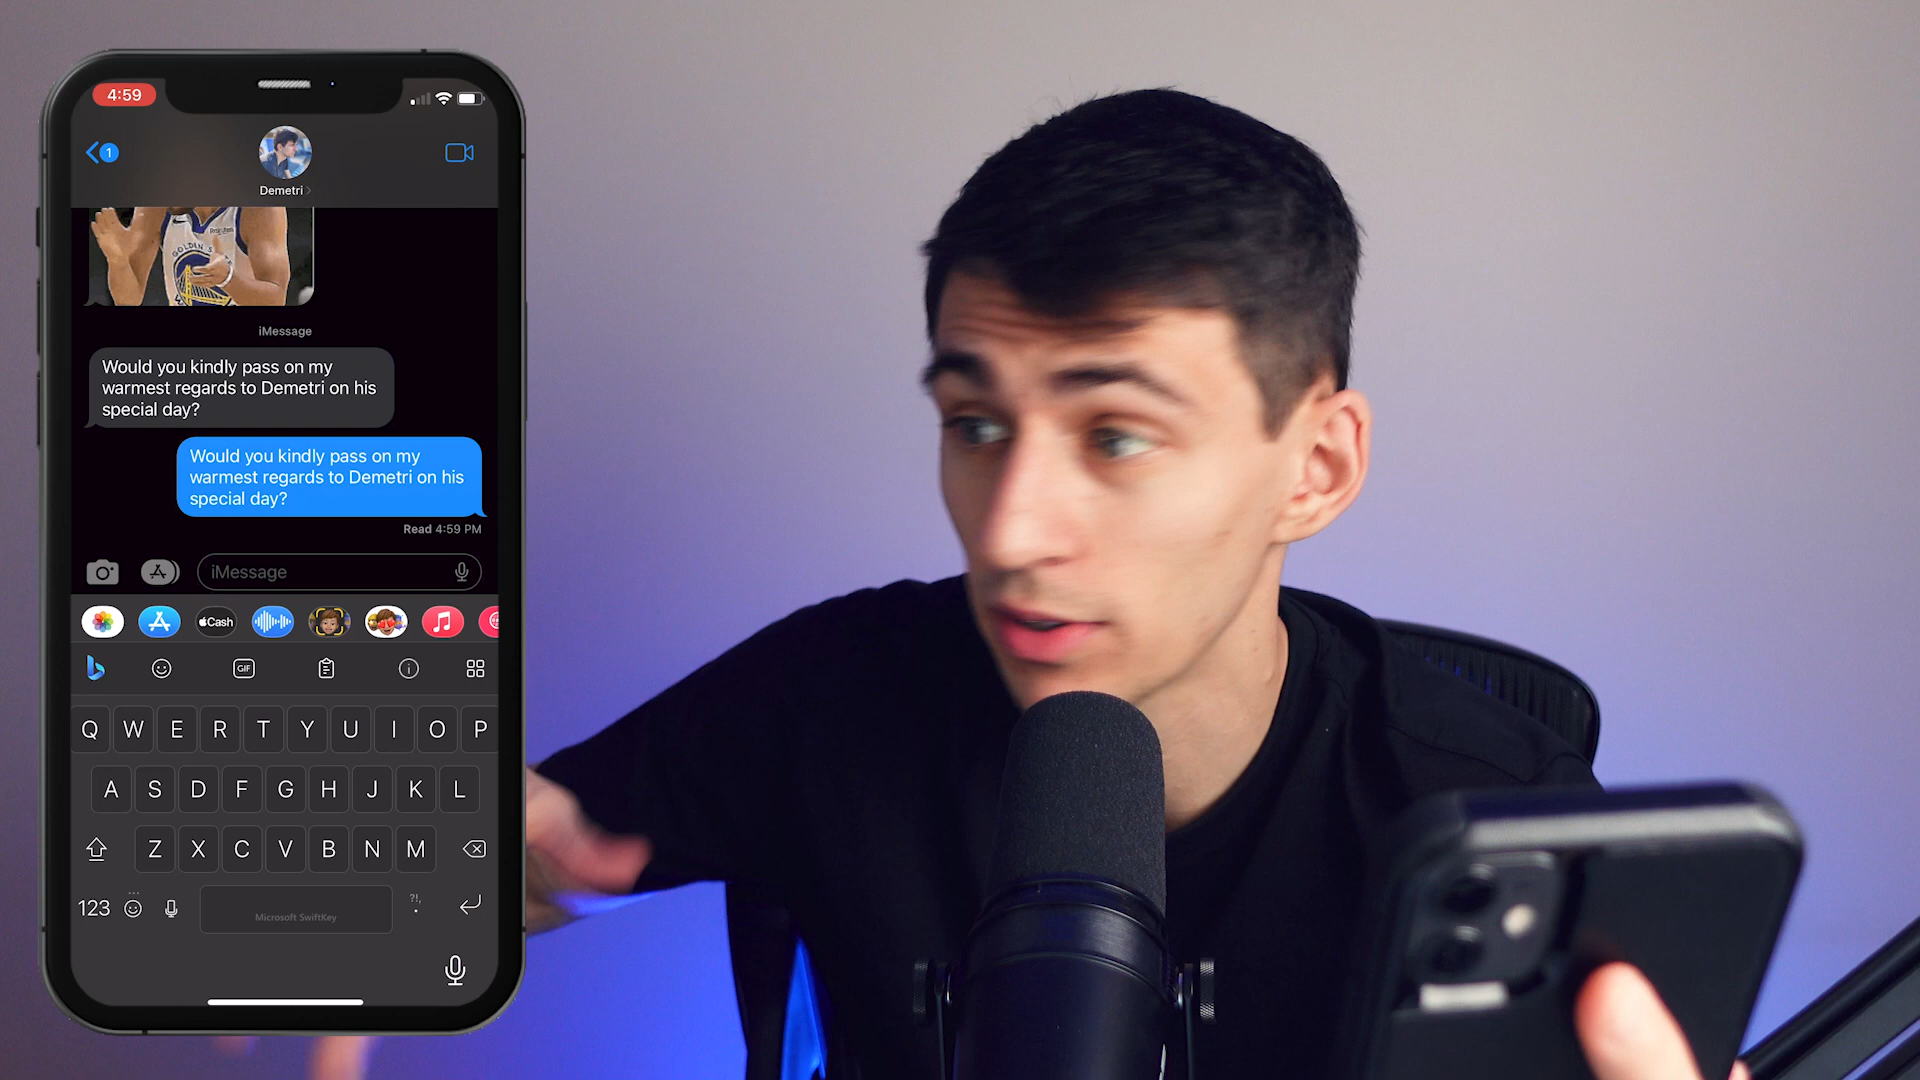 4:59
1
Demetri
GOLDEN S
iMessage
Would you kindly pass on my
warmest regards to Demetri on his
special day?
Would you kindly pass on my
warmest regards to Demetri on his
special day?
Read 4:59 PM
iMessage
Cash
GIF
Q W E R T Y U I O P
A S D F G H J K L
Z X C V B N M
123
?!,
.
Microsoft SwiftKey